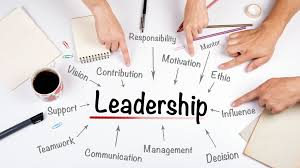 Responsibility
Mentor
Motivation
Contribution
Vision
Ethic
Support
Leadership
Influence
Teamwork
Communication
Management
Decision